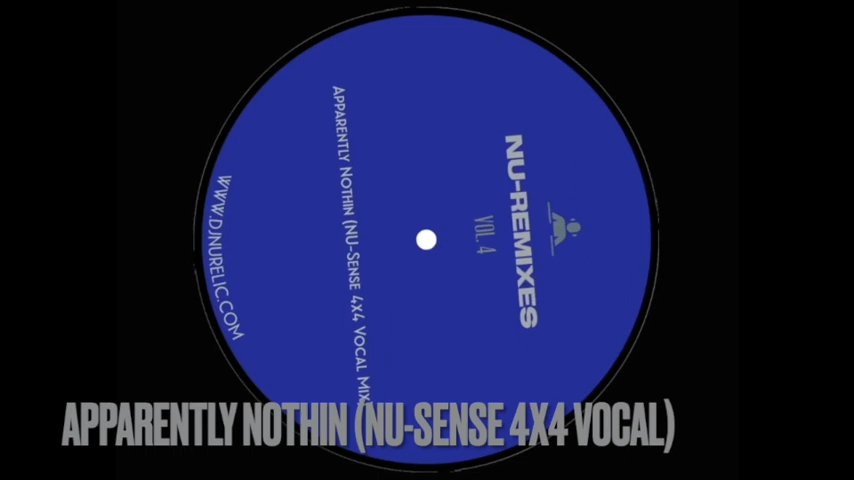 NU-REMIXES
VOL. 4
Apparently Nothin (NU-Sense 4x4 Vocal Mix
WWW.DJNURELIC.COM
APPARENTLY NOTHIN (NU-SENSE 4X4 VOCAL)